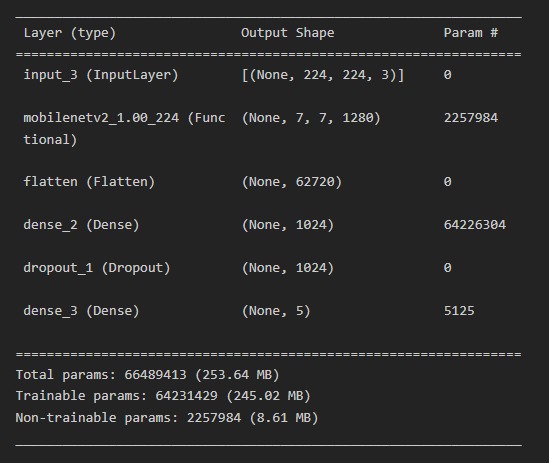 Layer (type)                Output Shape              Param #
=================================================================
input_3 (InputLayer)        [(None, 224, 224, 3)]     0
mobilenetv2_1.00_224 (Func  (None, 7, 7, 1280)        2257984
tional)
flatten (Flatten)           (None, 62720)             0
dense_2 (Dense)             (None, 1024)              64226304
dropout_1 (Dropout)         (None, 1024)              0
dense_3 (Dense)             (None, 5)                 5125
=================================================================
Total params: 66489413 (253.64 MB)
Trainable params: 64231429 (245.02 MB)
Non-trainable params: 2257984 (8.61 MB)